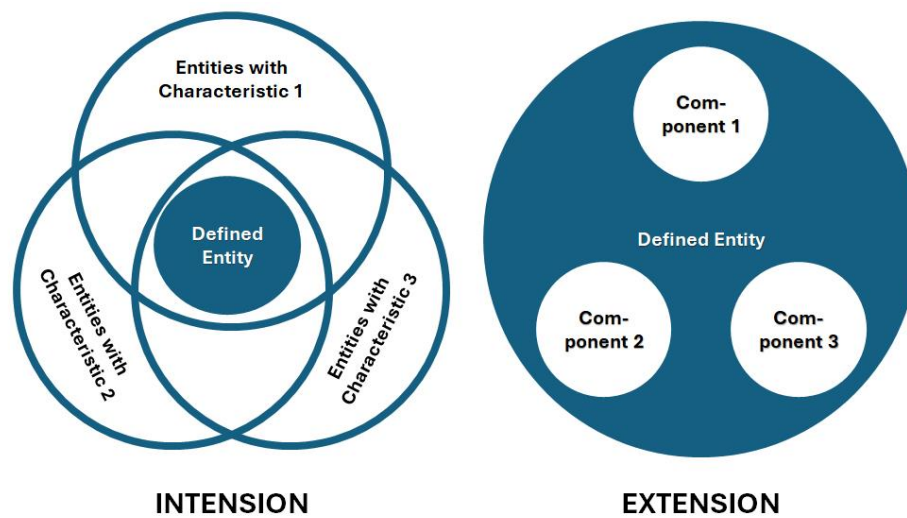 Entities with
Characteristic 1
Defined
Entity
Entities with
Characteristic 2
Entities with
Characteristic 3
INTENSION
Com-
ponent 1
Defined Entity
Com-
ponent 2
Com-
ponent 3
EXTENSION